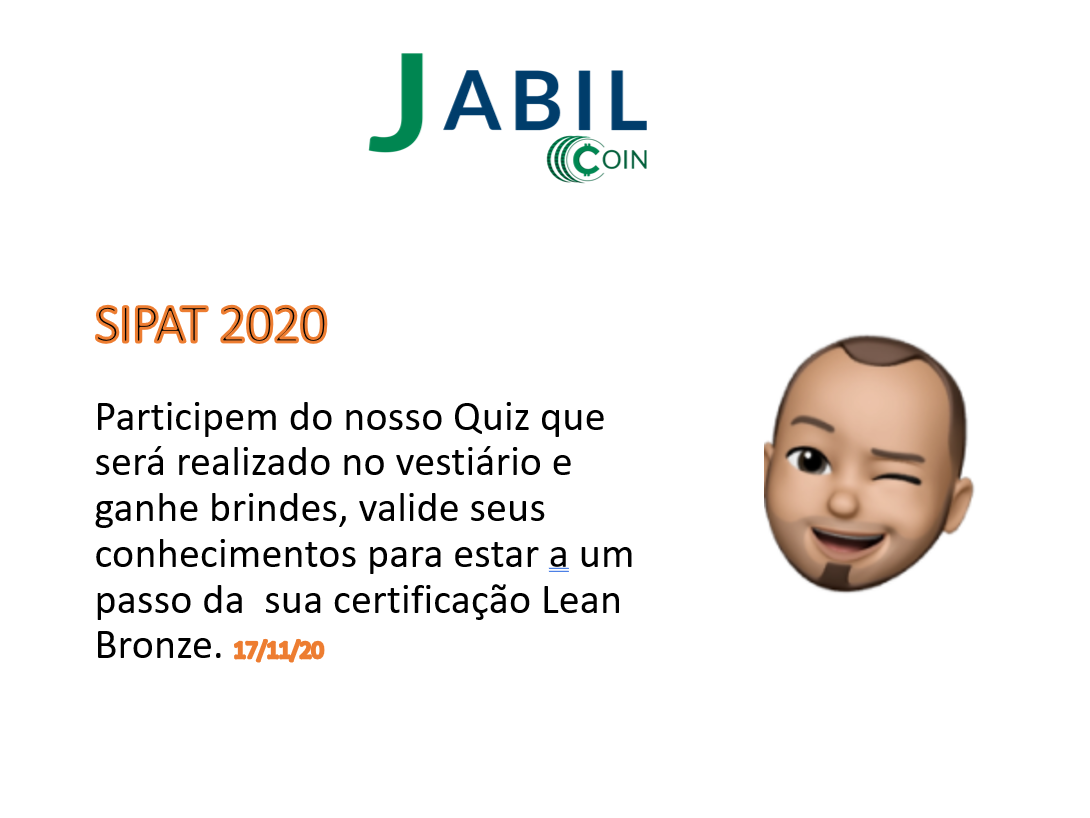 JABIL
COIN
SIPAT 2020
Participem do nosso Quiz que
será realizado no vestiário e
ganhe brindes, valide seus
conhecimentos para estar a um
passo da  sua certificação Lean
Bronze. 17/11/20